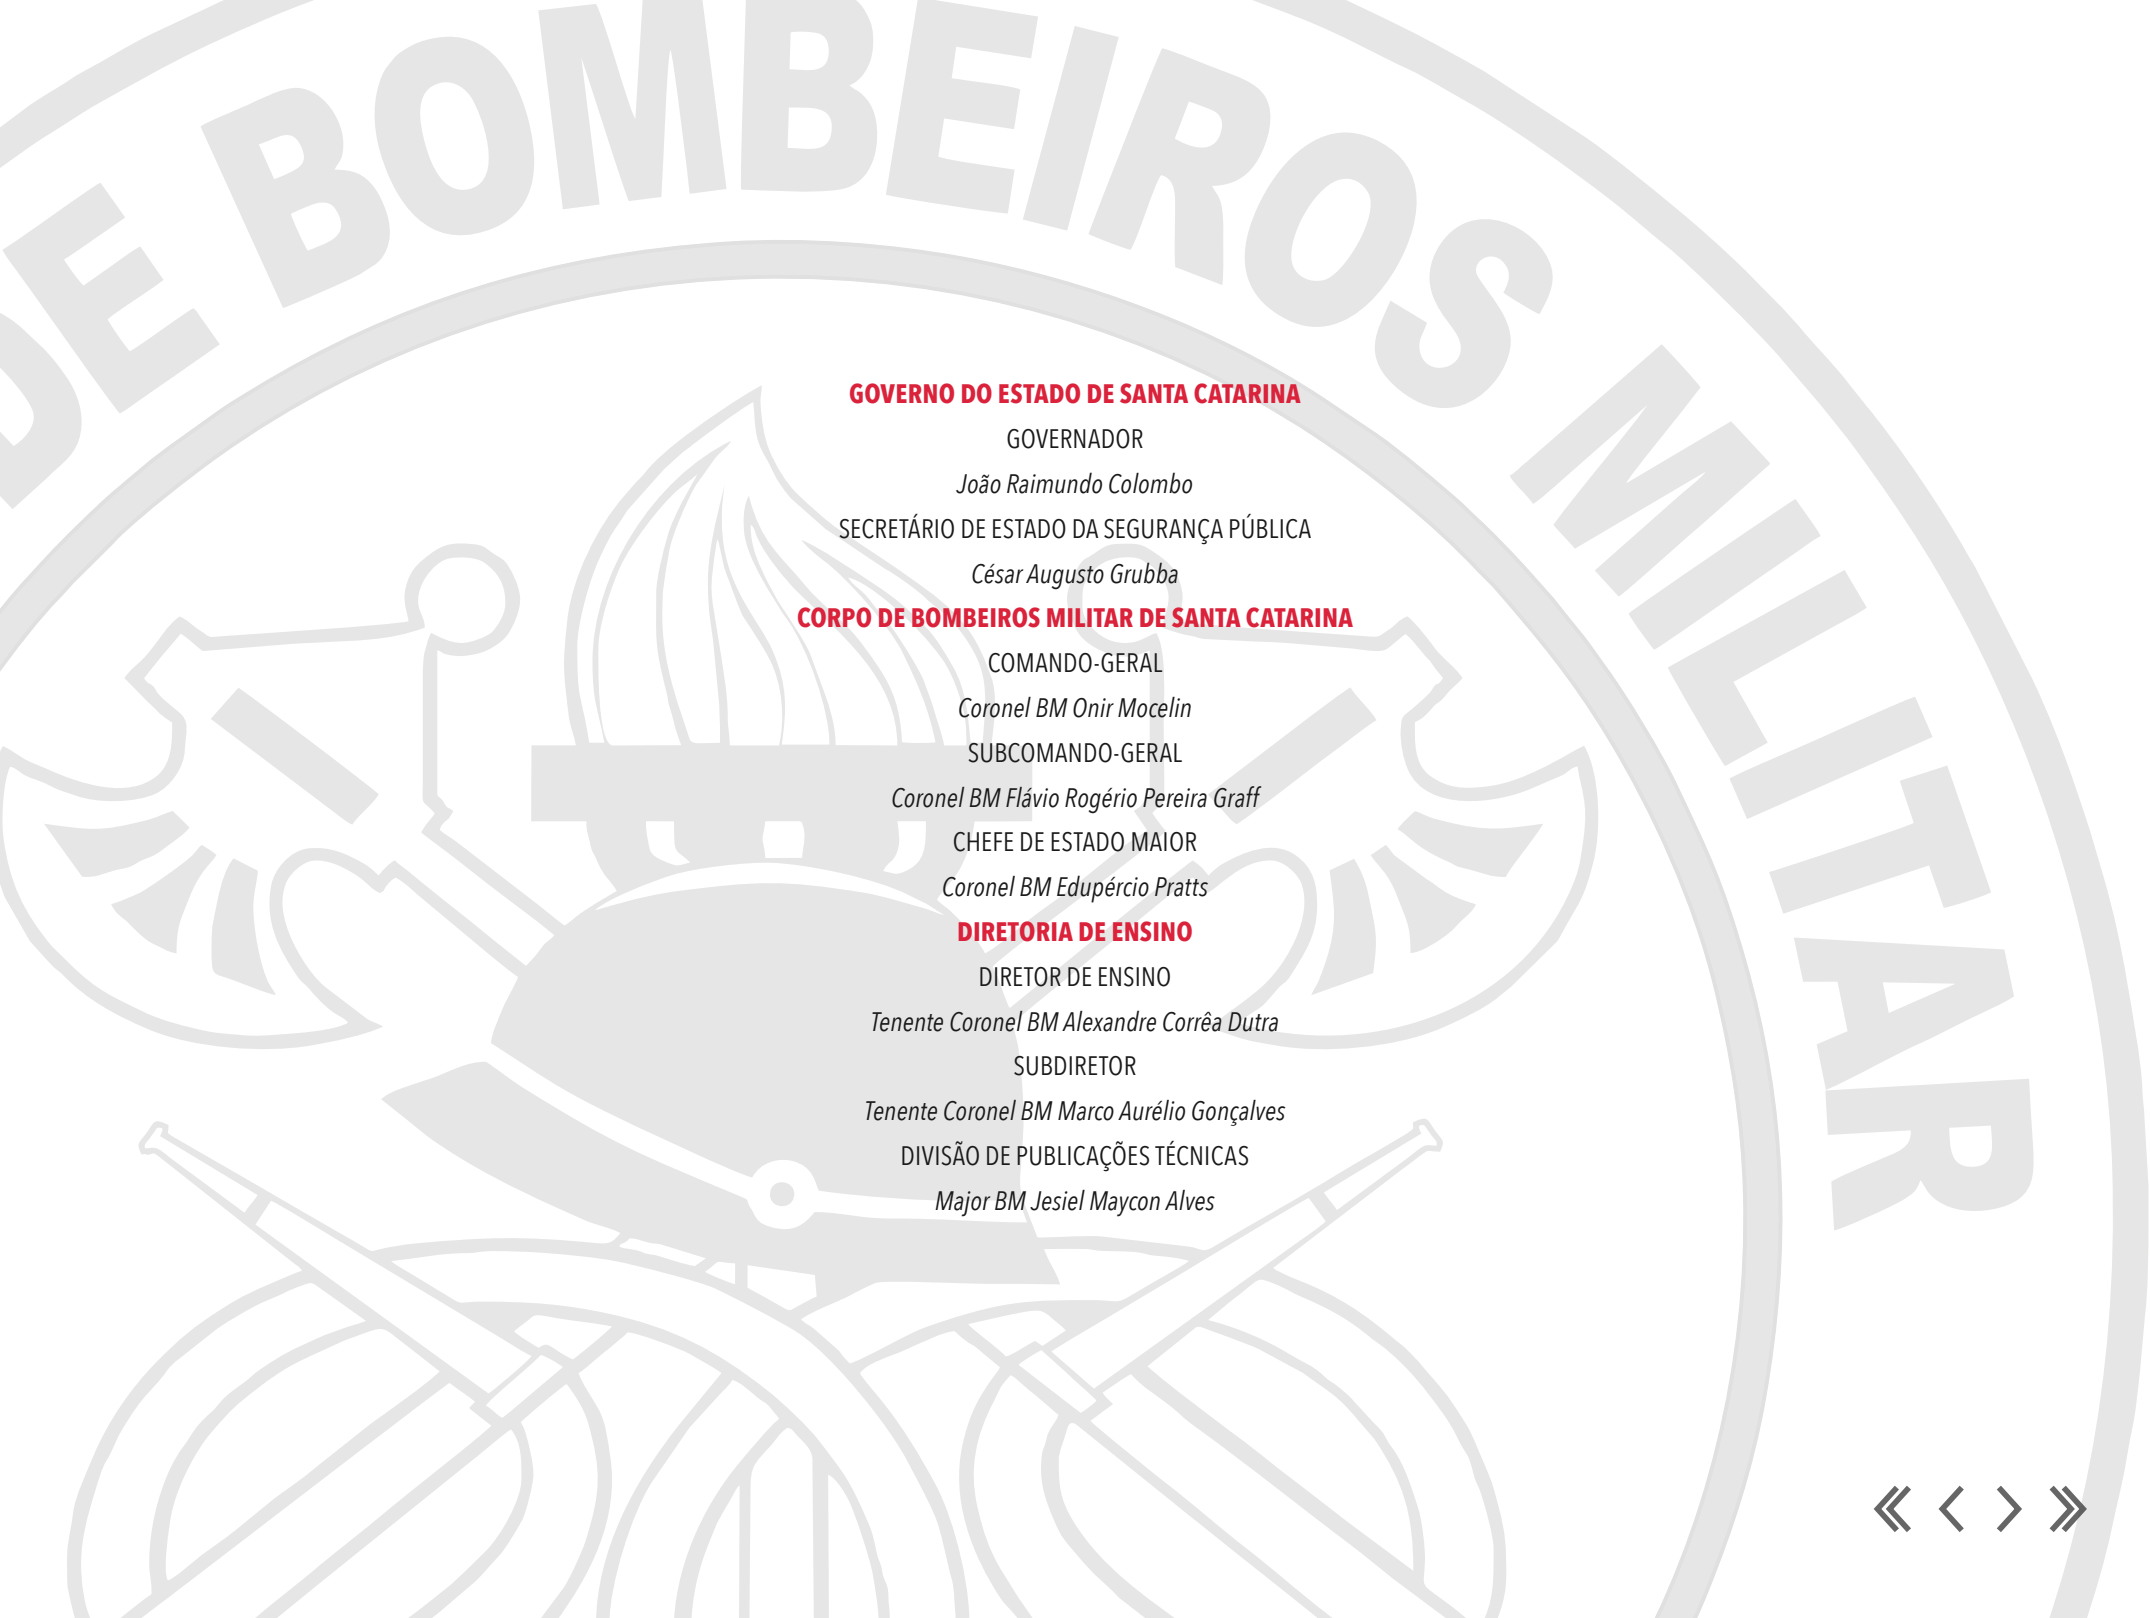 DE BOMBEIROS MILITAR
GOVERNO DO ESTADO DE SANTA CATARINA
GOVERNADOR
João Raimundo Colombo
SECRETÁRIO DE ESTADO DA SEGURANÇA PÚBLICA
César Augusto Grubba
CORPO DE BOMBEIROS MILITAR DE SANTA CATARINA
COMANDO-GERAL
Coronel BM Onir Mocelin
SUBCOMANDO-GERAL
Coronel BM Flávio Rogério Pereira Graff
CHEFE DE ESTADO MAIOR
Coronel BM Edupércio Pratts
DIRETORIA DE ENSINO
DIRETOR DE ENSINO
Tenente Coronel BM Alexandre Corrêa Dutra
SUBDIRETOR
Tenente Coronel BM Marco Aurélio Gonçalves
DIVISÃO DE PUBLICAÇÕES TÉCNICAS
Major BM Jesiel Maycon Alves